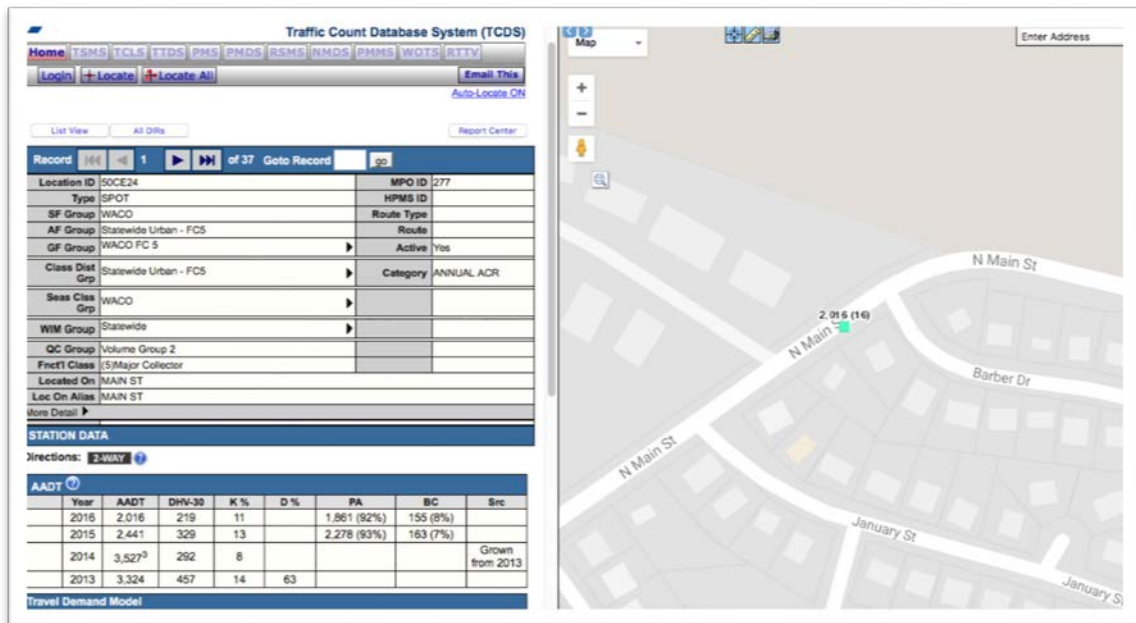 Traffic Count Database System (TCDS)
Home TSMS TCLS TTDS PMS PMDS RSMS NMDS PMMS WOTS RTTV
Login Locate Locate All Email This
Auto-Locate ON
List View All DIRs Report Center
Record 1 of 37 Goto Record go
Location ID 50CE24 MPO ID 277
Type SPOT HPMS ID
SF Group WACO Route Type
AF Group Statewide Urban - FC5 Route
GF Group WACO FC 5 Active Yes
Class Dist Grp Statewide Urban - FC5 Category ANNUAL ACR
Seas Clss Grp WACO
WIM Group Statewide
QC Group Volume Group 2
Fnct'l Class (5)Major Collector
Located On MAIN ST
Loc On Alias MAIN ST
More Detail
STATION DATA
Directions: 2-WAY ?
AADT ?
Year AADT DHV-30 K % D % PA BC Src
2016 2,016 219 11 1,861 (92%) 155 (8%)
2015 2,441 329 13 2,278 (93%) 163 (7%)
2014 3,527³ 292 8 Grown from 2013
2013 3,324 457 14 63
Travel Demand Model
Map
Enter Address
+
−
N Main St
2,016 (16)
N Main St
Barber Dr
N Main St
January St
January S